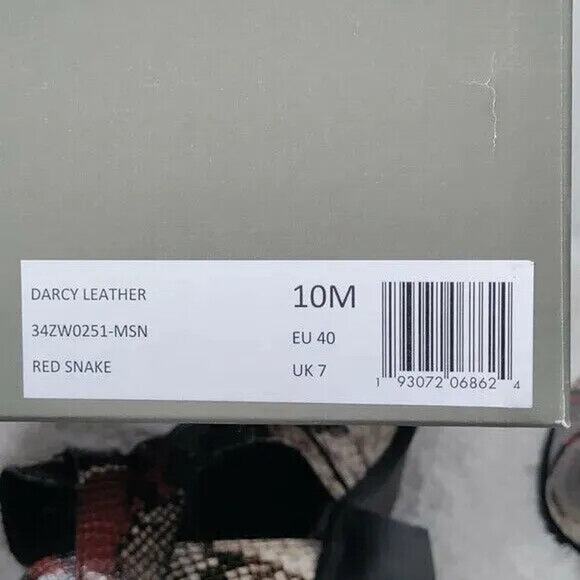 DARCY LEATHER
34ZW0251-MSN
RED SNAKE
10M
EU 40
UK 7
1 93072 06862 4